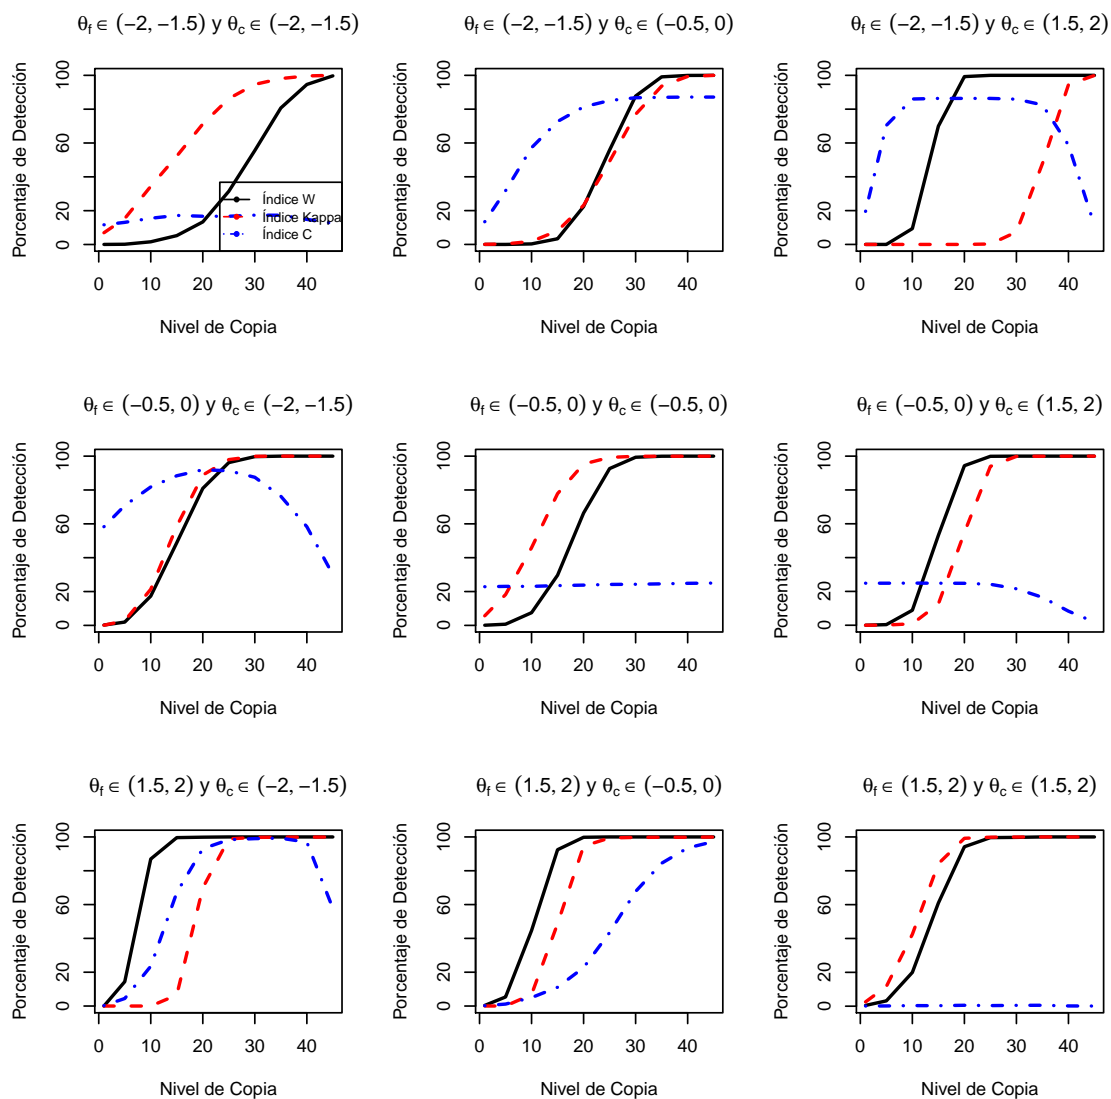 θf ∈ (−2, −1.5) y θc ∈ (−2, −1.5)
Porcentaje de Detección
100
60
20
0
Índice W
Índice Kappa
Índice C
0 10 20 30 40
Nivel de Copia
θf ∈ (−2, −1.5) y θc ∈ (−0.5, 0)
Porcentaje de Detección
100
60
20
0
0 10 20 30 40
Nivel de Copia
θf ∈ (−2, −1.5) y θc ∈ (1.5, 2)
Porcentaje de Detección
100
60
20
0
0 10 20 30 40
Nivel de Copia
θf ∈ (−0.5, 0) y θc ∈ (−2, −1.5)
Porcentaje de Detección
100
60
20
0
0 10 20 30 40
Nivel de Copia
θf ∈ (−0.5, 0) y θc ∈ (−0.5, 0)
Porcentaje de Detección
100
60
20
0
0 10 20 30 40
Nivel de Copia
θf ∈ (−0.5, 0) y θc ∈ (1.5, 2)
Porcentaje de Detección
100
60
20
0
0 10 20 30 40
Nivel de Copia
θf ∈ (1.5, 2) y θc ∈ (−2, −1.5)
Porcentaje de Detección
100
60
20
0
0 10 20 30 40
Nivel de Copia
θf ∈ (1.5, 2) y θc ∈ (−0.5, 0)
Porcentaje de Detección
100
60
20
0
0 10 20 30 40
Nivel de Copia
θf ∈ (1.5, 2) y θc ∈ (1.5, 2)
Porcentaje de Detección
100
60
20
0
0 10 20 30 40
Nivel de Copia